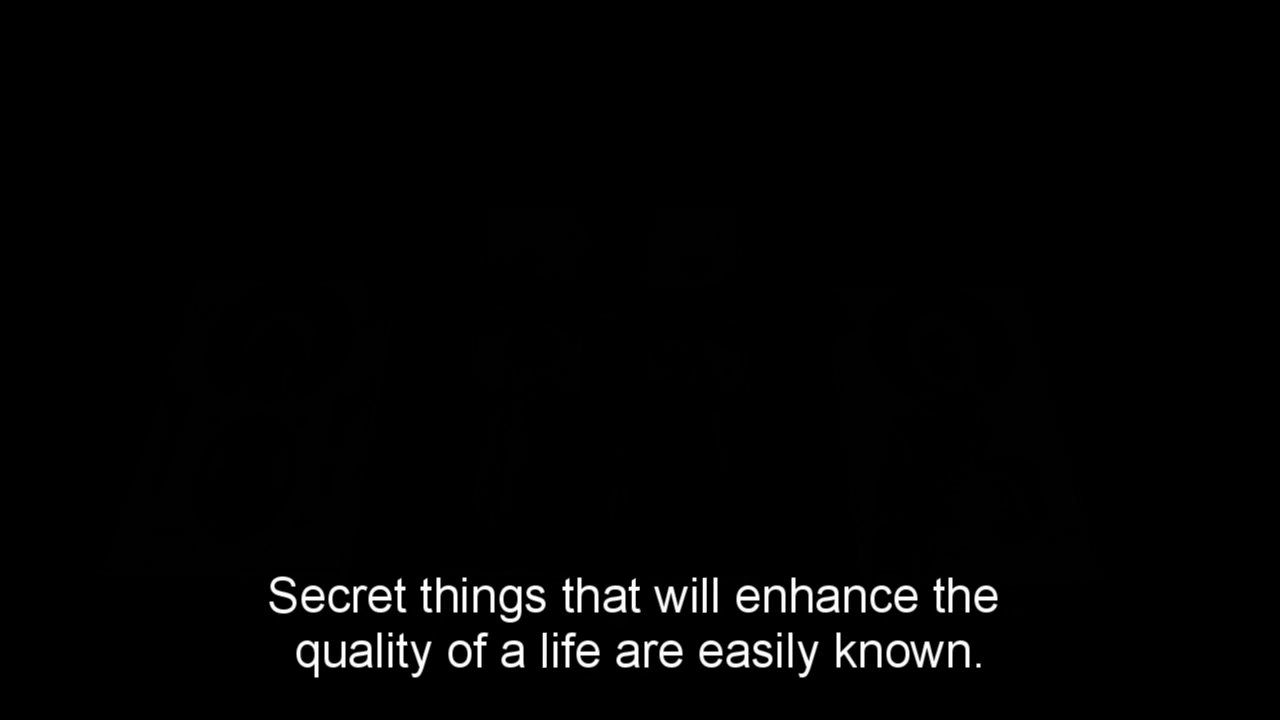 Secret things that will enhance the
quality of a life are easily known.